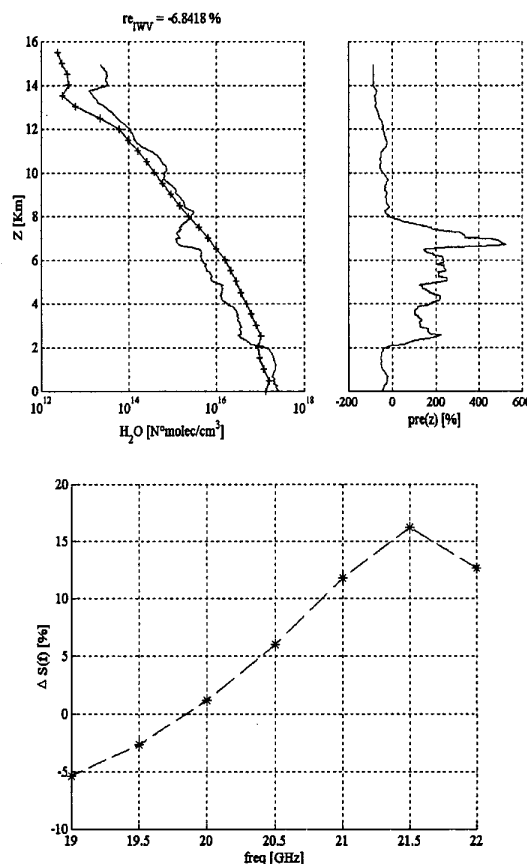 re_IWV = -6.8418 %
16
14
12
10
8
6
4
2
0
Z [Km]
10^12 10^14 10^16 10^18
H_2O [N°molec/cm^3]
-200 0 200 400 600
pre(z) [%]
20
15
10
5
0
-5
-10
Δ S(f) [%]
19 19.5 20 20.5 21 21.5 22
freq [GHz]